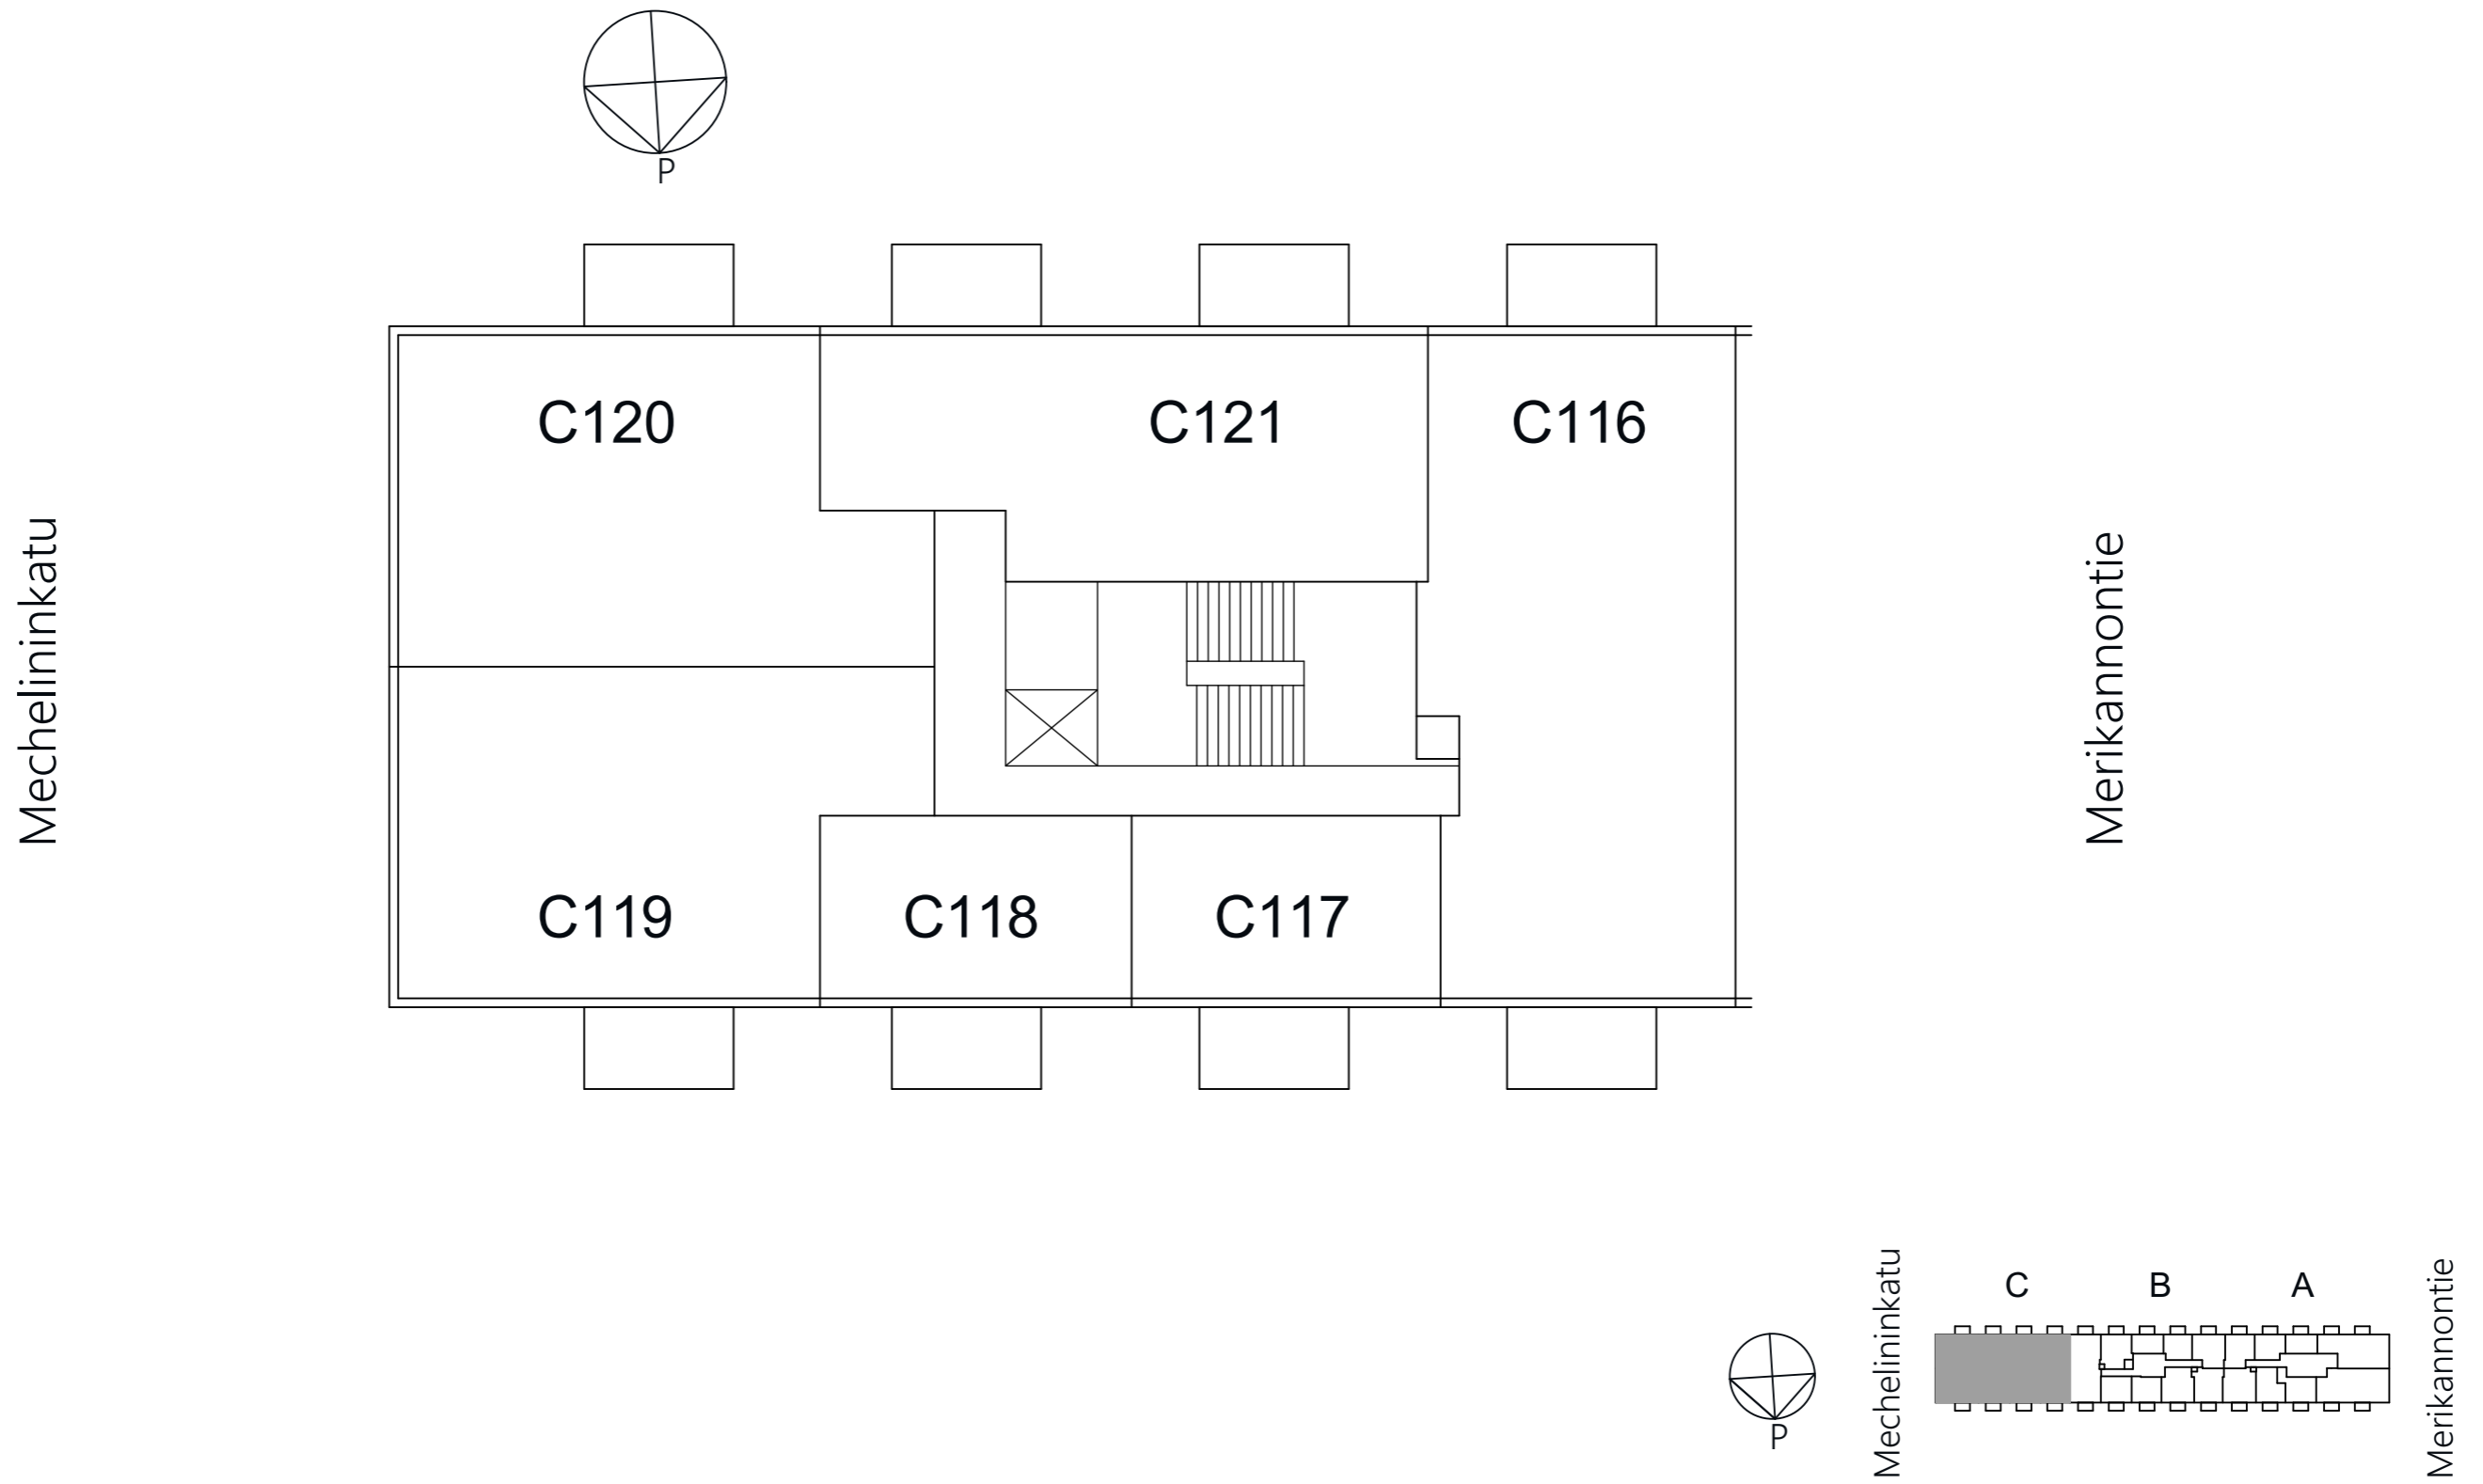 P
C120
C121
C116
Mechelininkatu
Merikannontie
C119
C118
C117
C
B
A
Mechelininkatu
Merikannontie
P